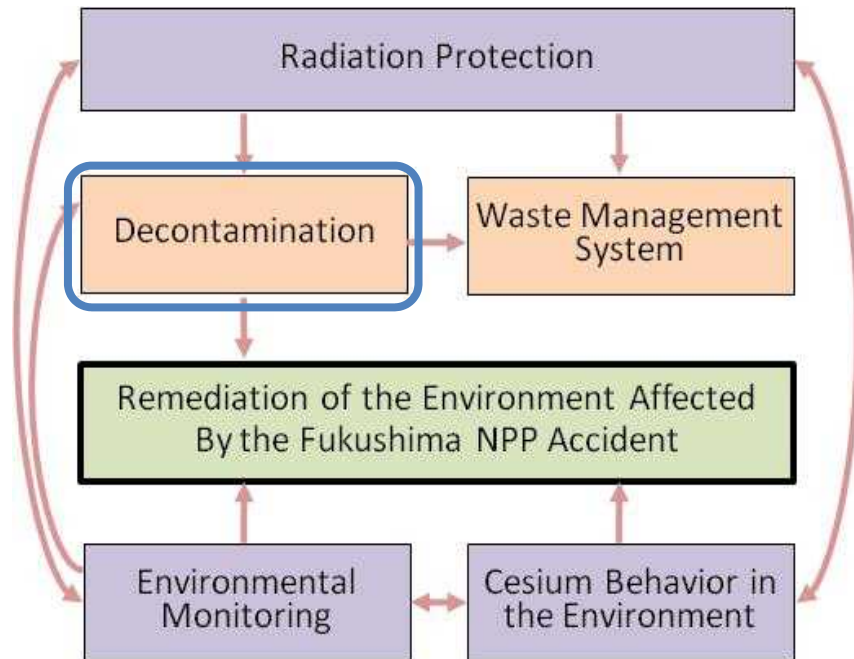 Radiation Protection
Decontamination
Waste Management
System
Remediation of the Environment Affected
By the Fukushima NPP Accident
Environmental
Monitoring
Cesium Behavior in
the Environment